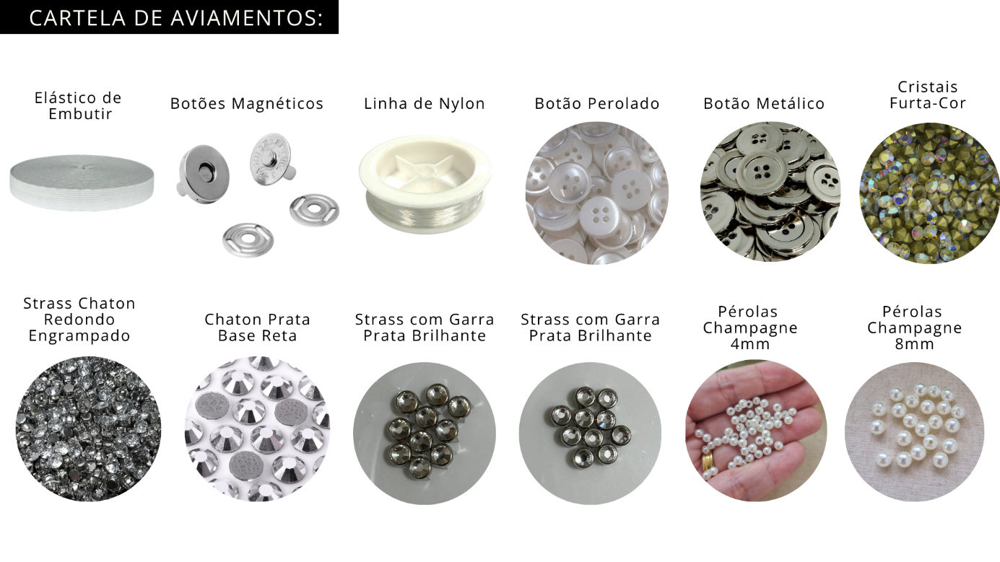 CARTELA DE AVIAMENTOS:
Elástico de
Embutir
Botões Magnéticos
Linha de Nylon
Botão Perolado
Botão Metálico
Cristais
Furta-Cor
Strass Chaton
Redondo
Engrampado
Chaton Prata
Base Reta
Strass com Garra
Prata Brilhante
Strass com Garra
Prata Brilhante
Pérolas
Champagne
4mm
Pérolas
Champagne
8mm